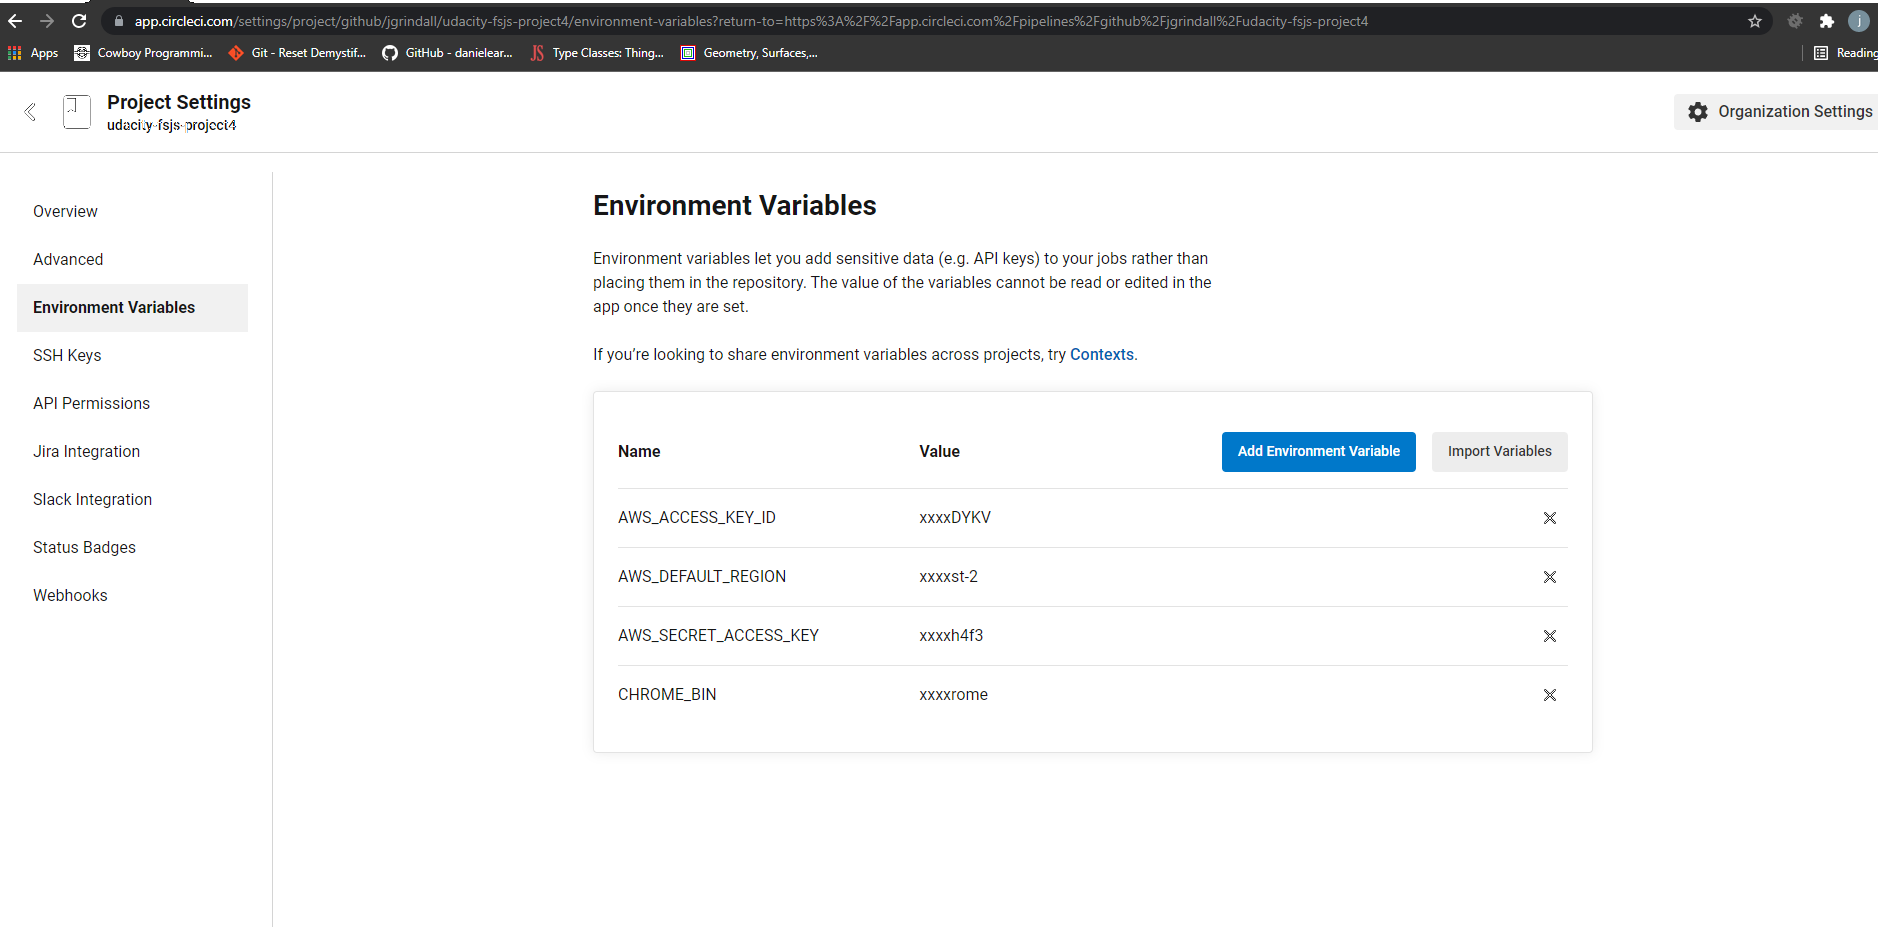 app.circleci.com/settings/project/github/jgrindall/udacity-fsjs-project4/environment-variables?return-to=https%3A%2F%2Fapp.circleci.com%2Fpipelines%2Fgithub%2Fjgrindall%2Fudacity-fsjs-project4
j
Apps
Cowboy Programmi...
Git - Reset Demystif...
GitHub - danielear...
JS Type Classes: Thing...
Geometry, Surfaces,...
Reading
Project Settings
udacity-fsjs-project4
Organization Settings
Overview
Advanced
Environment Variables
SSH Keys
API Permissions
Jira Integration
Slack Integration
Status Badges
Webhooks
Environment Variables
Environment variables let you add sensitive data (e.g. API keys) to your jobs rather than
placing them in the repository. The value of the variables cannot be read or edited in the
app once they are set.
If you’re looking to share environment variables across projects, try Contexts.
Name Value Add Environment Variable Import Variables
AWS_ACCESS_KEY_ID xxxxDYKV
AWS_DEFAULT_REGION xxxxst-2
AWS_SECRET_ACCESS_KEY xxxxh4f3
CHROME_BIN xxxxrome